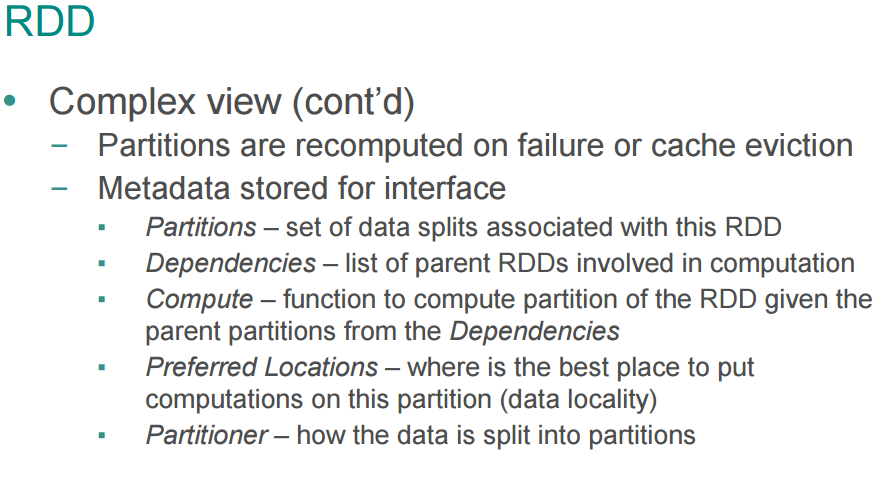 RDD
• Complex view (cont’d)
– Partitions are recomputed on failure or cache eviction
– Metadata stored for interface
▪ Partitions – set of data splits associated with this RDD
▪ Dependencies – list of parent RDDs involved in computation
▪ Compute – function to compute partition of the RDD given the
parent partitions from the Dependencies
▪ Preferred Locations – where is the best place to put
computations on this partition (data locality)
▪ Partitioner – how the data is split into partitions